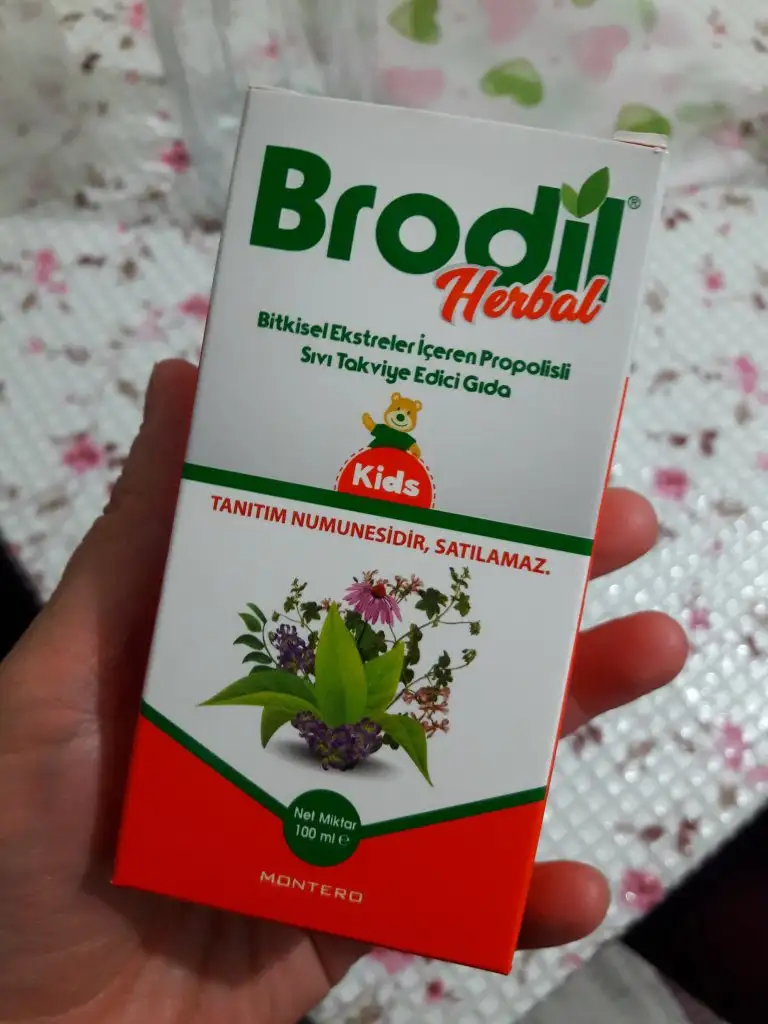 Brodil®
Herbal
Bitkisel Ekstreler İçeren Propolisli
Sıvı Takviye Edici Gıda
Kids
TANITIM NUMUNESİDİR, SATILAMAZ.
Net Miktar
100 ml ℮
MONTERO